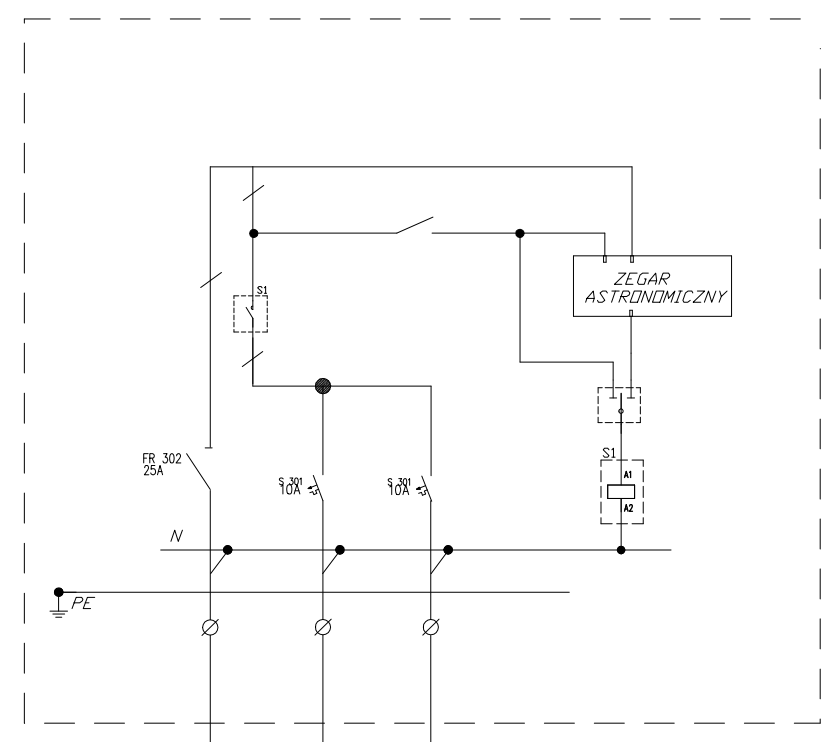 S1
ZEGAR
ASTRONOMICZNY
FR 302
25A
S 301
10A
S 301
10A
S1
A1
A2
N
PE